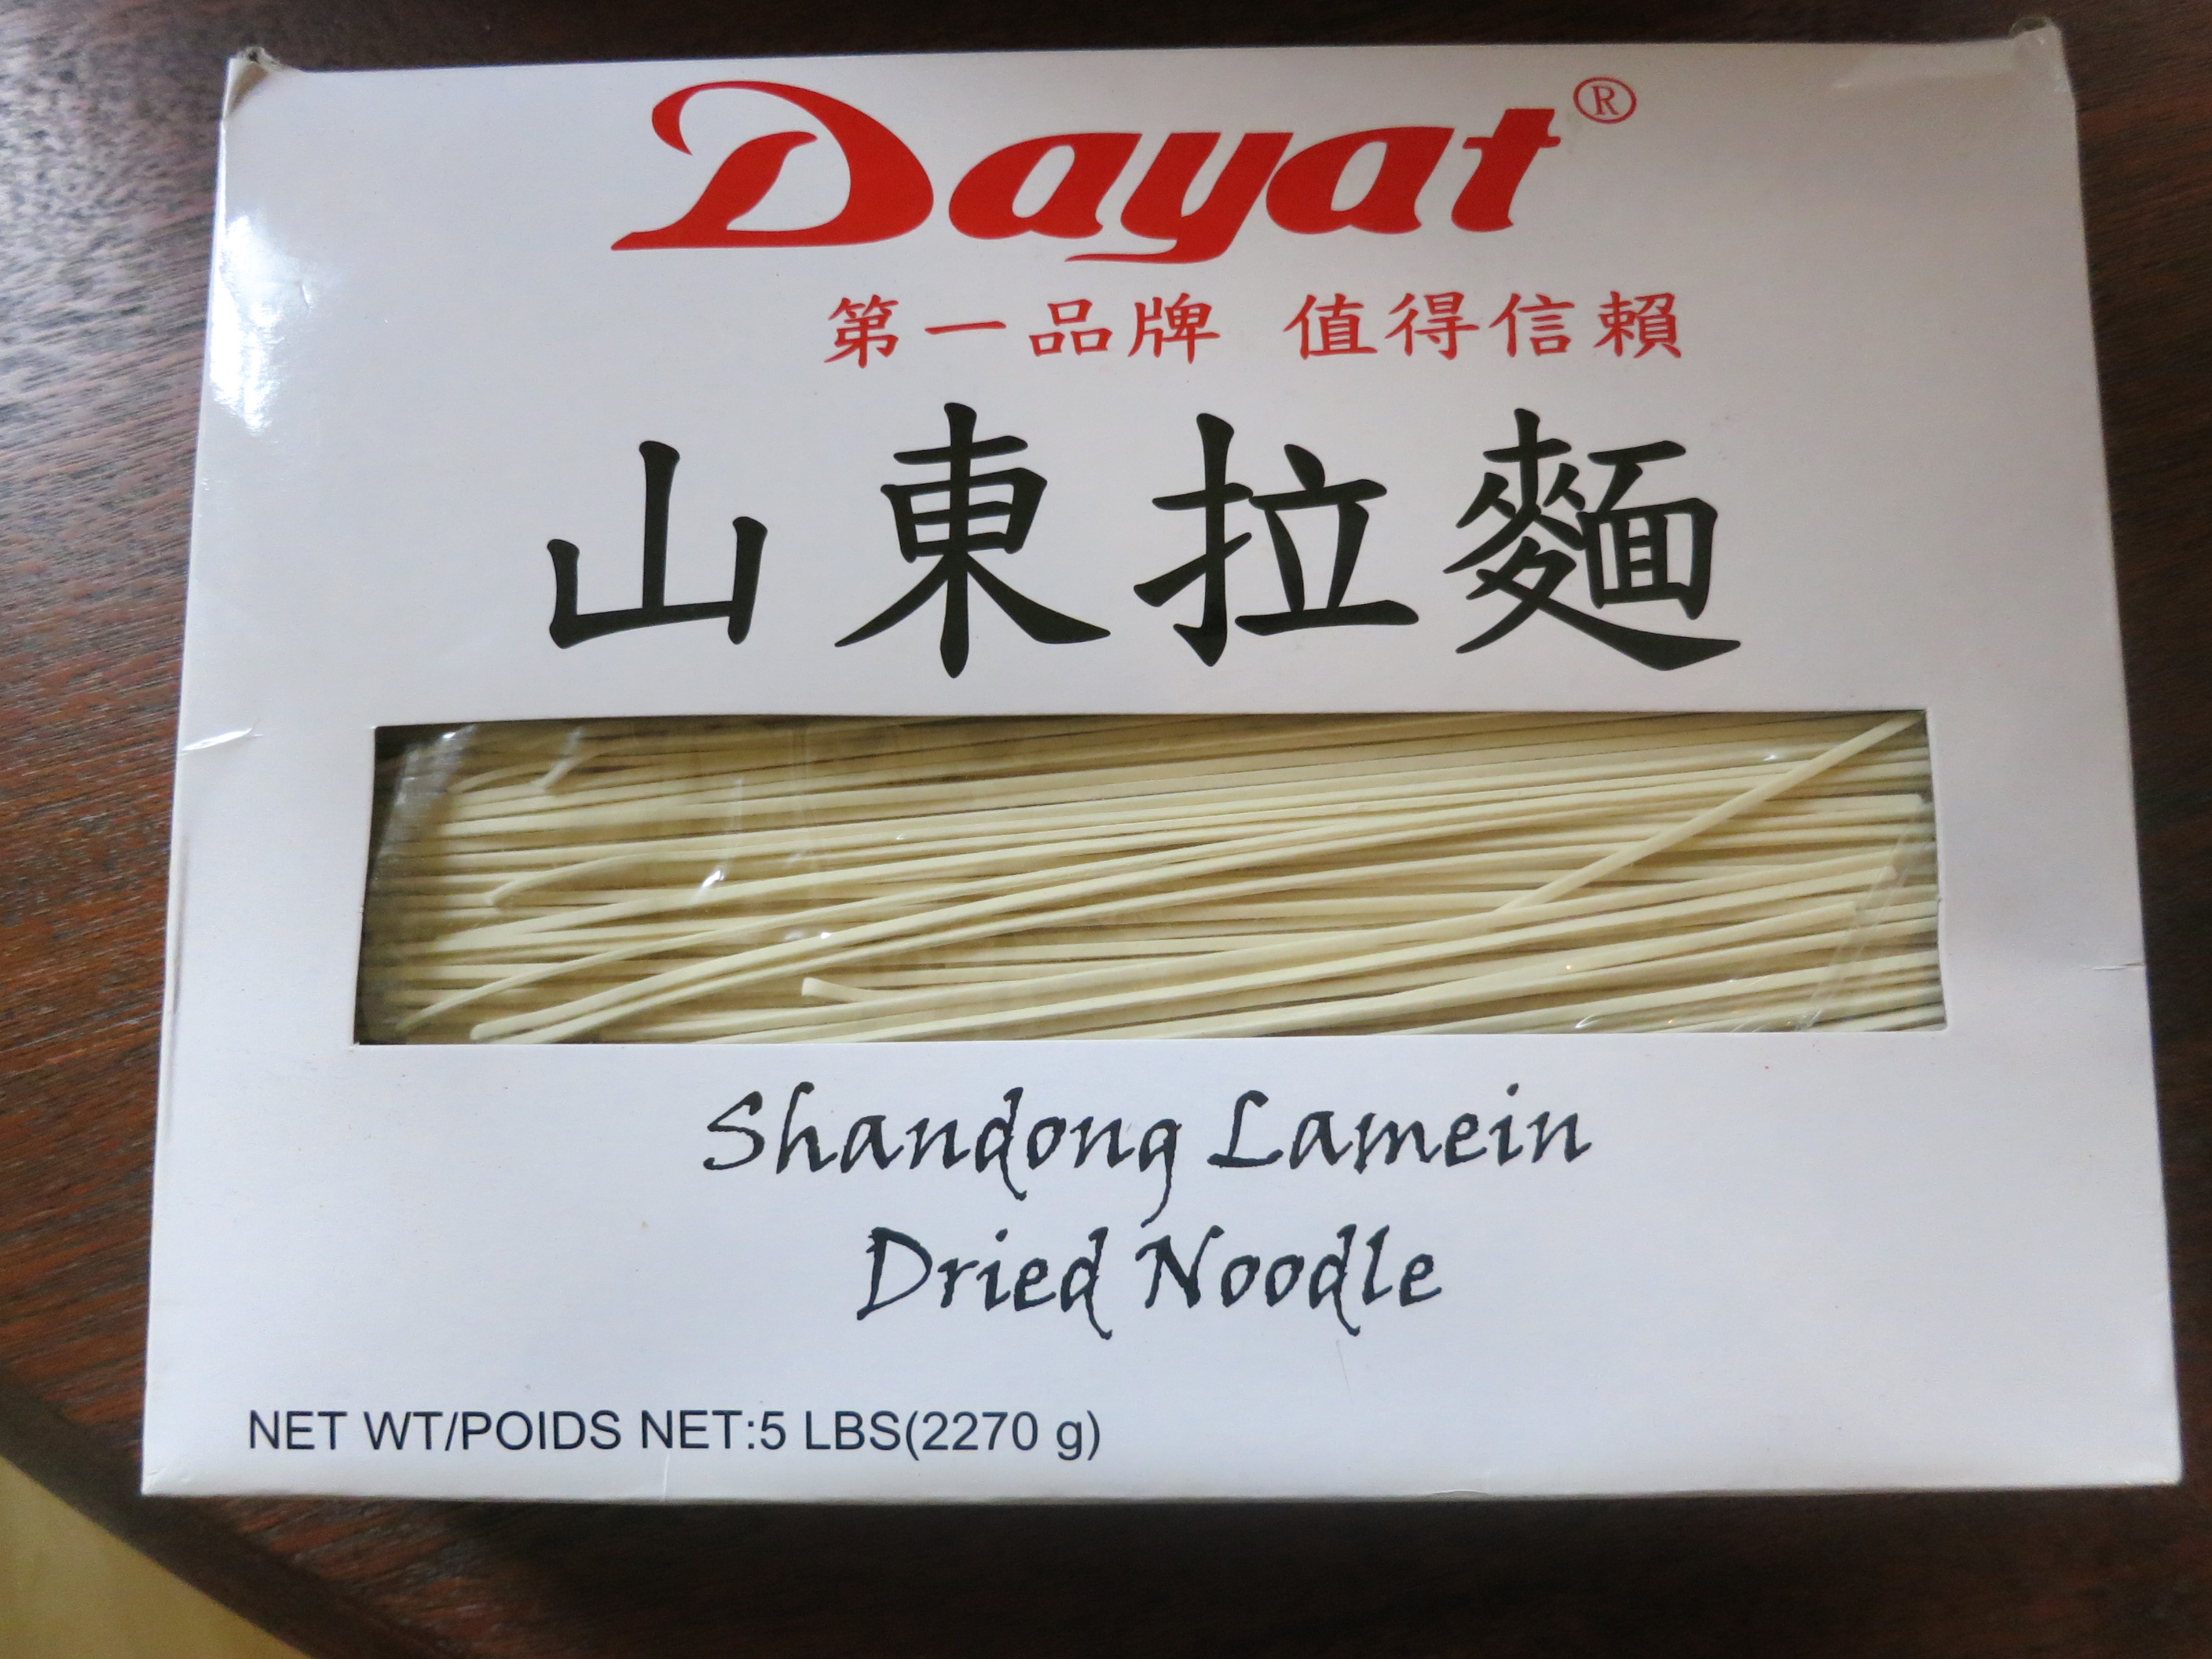 Dayat®
第一品牌 值得信賴
山東拉麵
Shandong Lamein
Dried Noodle
NET WT/POIDS NET:5 LBS(2270 g)